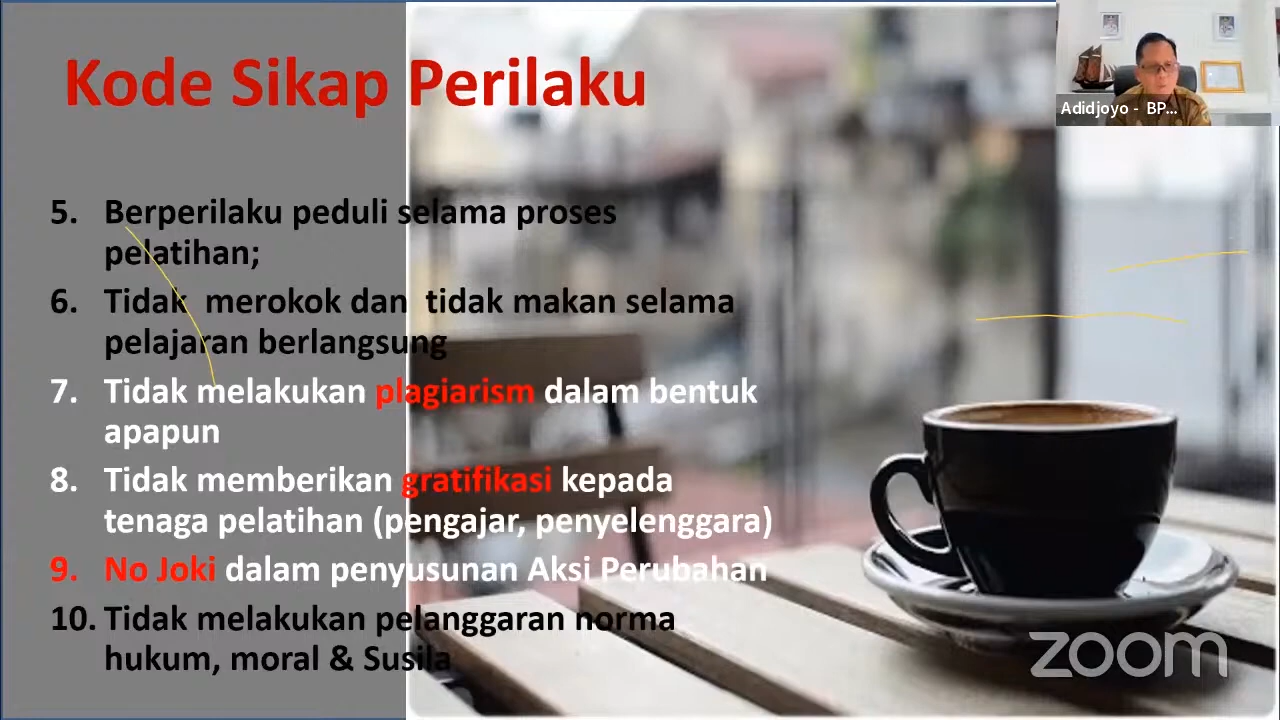 Kode Sikap Perilaku
Adidjoyo - BP...
5. Berperilaku peduli selama proses
pelatihan;
6. Tidak merokok dan tidak makan selama
pelajaran berlangsung
7. Tidak melakukan plagiarism dalam bentuk
apapun
8. Tidak memberikan gratifikasi kepada
tenaga pelatihan (pengajar, penyelenggara)
9. No Joki dalam penyusunan Aksi Perubahan
10. Tidak melakukan pelanggaran norma
hukum, moral & Susila
zoom